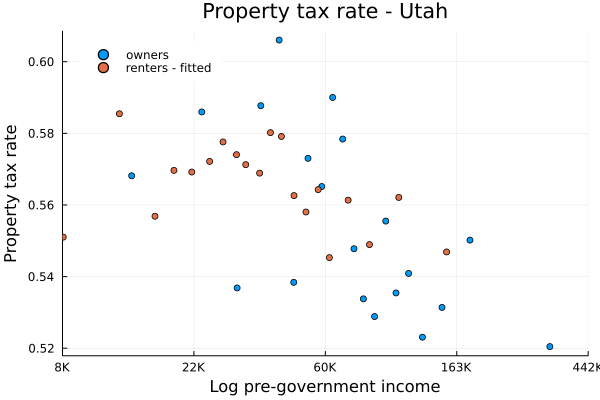 Property tax rate - Utah
owners
renters - fitted
Property tax rate
0.60
0.58
0.56
0.54
0.52
8K
22K
60K
163K
442K
Log pre-government income